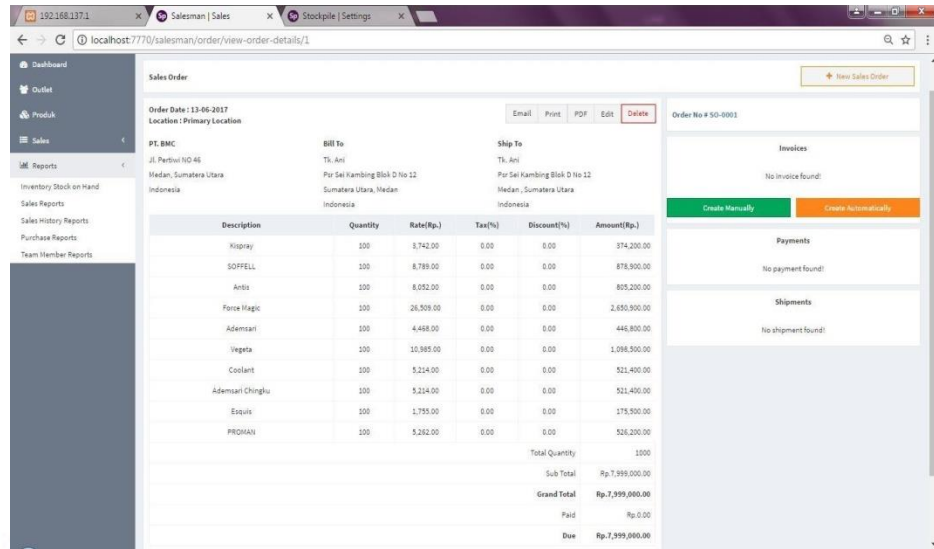 192.168.137.1
Salesman | Sales
Stockpile | Settings
localhost:7770/salesman/order/view-order-details/1
Dashboard
Outlet
Produk
Sales
Reports
Inventory Stock on Hand
Sales Reports
Sales History Reports
Purchase Reports
Team Member Reports
Sales Order
+ New Sales Order
Order Date : 13-06-2017
Location : Primary Location
Email Print PDF Edit Delete
PT. BMC
Jl. Pertiwi NO 46
Medan, Sumatera Utara
Indonesia
Bill To
Tk. Ani
Psr Sei Kambing Blok D No 12
Sumatera Utara, Medan
Indonesia
Ship To
Tk. Ani
Psr Sei Kambing Blok D No 12
Medan , Sumatera Utara
Indonesia
Description Quantity Rate(Rp.) Tax(%) Discount(%) Amount(Rp.)
Kispray 100 3,742.00 0.00 0.00 374,200.00
SOFFELL 100 8,789.00 0.00 0.00 878,900.00
Antis 100 8,052.00 0.00 0.00 805,200.00
Force Magic 100 26,509.00 0.00 0.00 2,650,900.00
Ademsari 100 4,468.00 0.00 0.00 446,800.00
Vegeta 100 10,985.00 0.00 0.00 1,098,500.00
Coolant 100 5,214.00 0.00 0.00 521,400.00
Ademsari Chingku 100 5,214.00 0.00 0.00 521,400.00
Esquis 100 1,755.00 0.00 0.00 175,500.00
PROMAN 100 5,262.00 0.00 0.00 526,200.00
Total Quantity 1000
Sub Total Rp.7,999,000.00
Grand Total Rp.7,999,000.00
Paid Rp.0.00
Due Rp.7,999,000.00
Order No # SO-0001
Invoices
No invoice found!
Create Manually Create Automatically
Payments
No payment found!
Shipments
No shipment found!